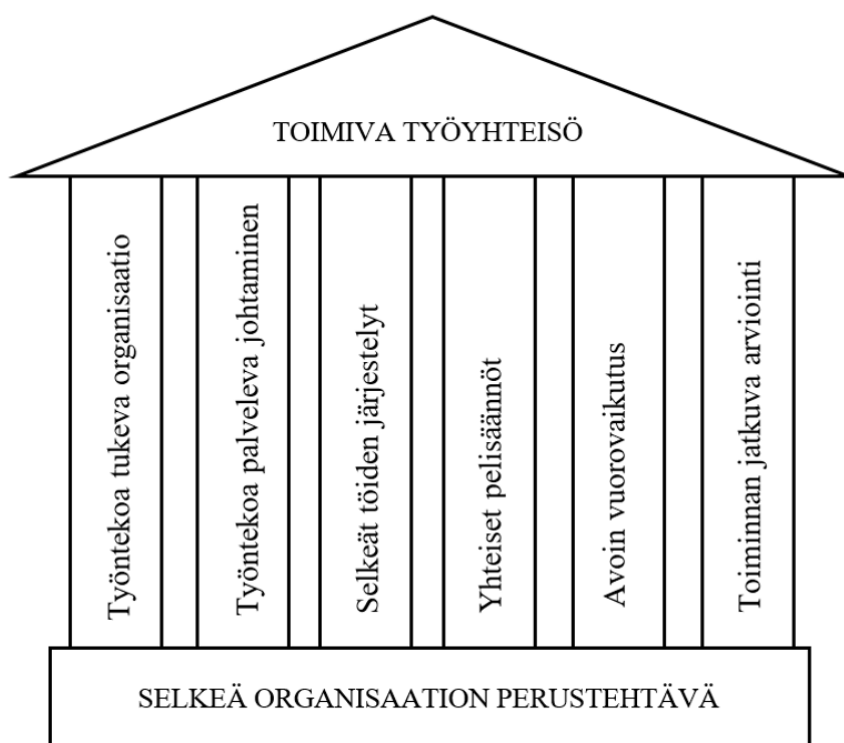 TOIMIVA TYÖYHTEISÖ
Työntekoa tukeva organisaatio
Työntekoa palveleva johtaminen
Selkeät töiden järjestelyt
Yhteiset pelisäännöt
Avoin vuorovaikutus
Toiminnan jatkuva arviointi
SELKEÄ ORGANISAATION PERUSTEHTÄVÄ